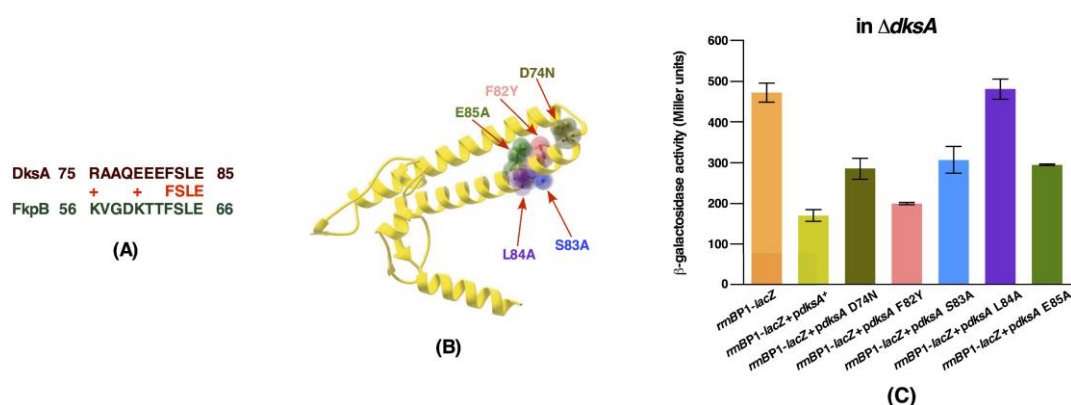 DksA 75 RAAQEEEFSLE 85
+ + FSLE
FkpB 56 KVGDKTTFSLE 66
(A)
D74N
F82Y
E85A
L84A
S83A
(B)
in ΔdksA
β-galactosidase activity (Miller units)
600
500
400
300
200
100
0
rrnBP1-lacZ
rrnBP1-lacZ+pdksA⁺
rrnBP1-lacZ+pdksA D74N
rrnBP1-lacZ+pdksA F82Y
rrnBP1-lacZ+pdksA S83A
rrnBP1-lacZ+pdksA L84A
rrnBP1-lacZ+pdksA E85A
(C)